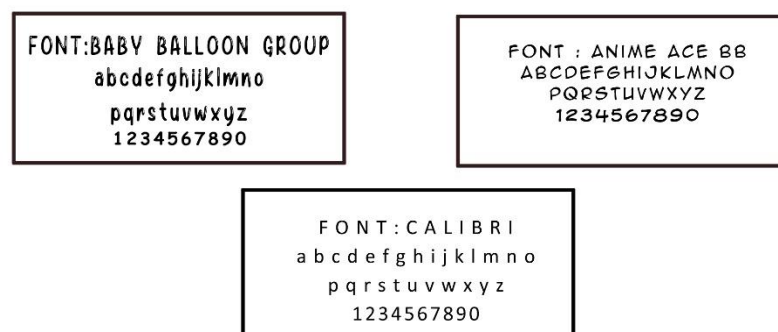 FONT:BABY BALLOON GROUP
abcdefghijklmno
pqrstuvwxyz
1234567890
FONT : ANIME ACE BB
ABCDEFGHIJKLMNO
PQRSTUVWXYZ
1234567890
FONT:CALIBRI
abcdefghijklmno
pqrstuvwxyz
1234567890